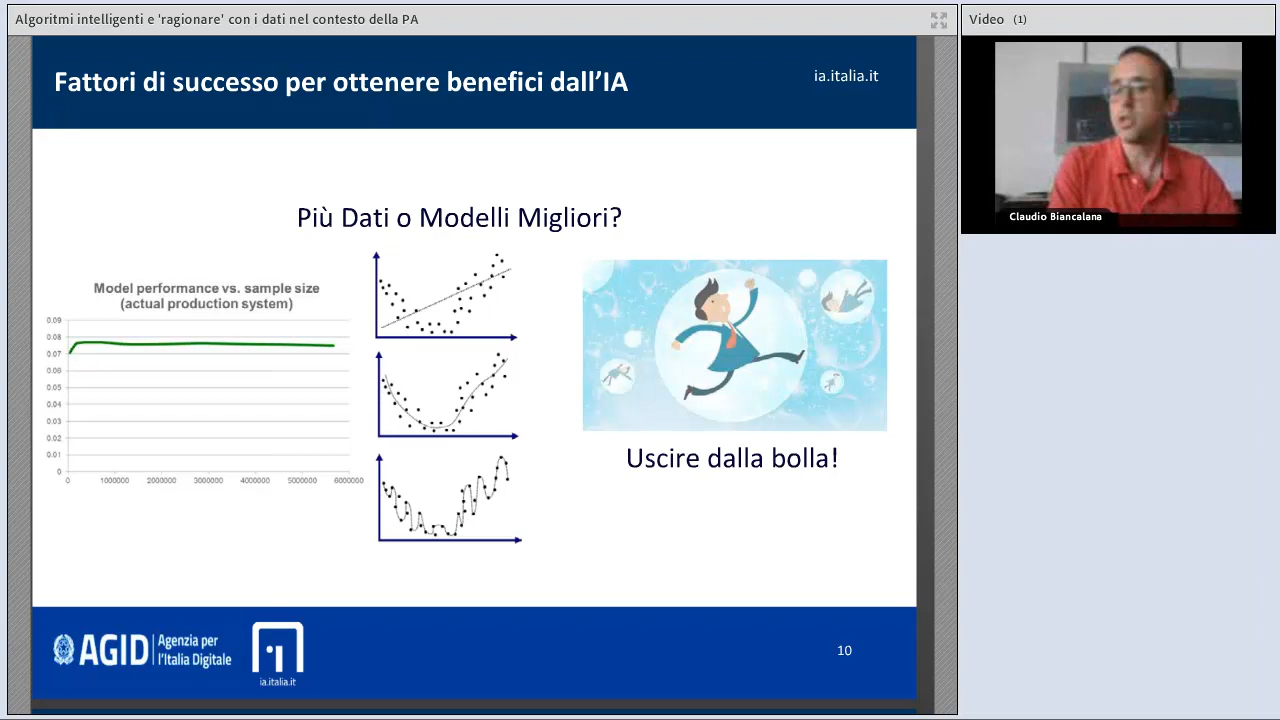 Algoritmi intelligenti e 'ragionare' con i dati nel contesto della PA
Video (1)
Fattori di successo per ottenere benefici dall'IA
ia.italia.it
Claudio Biancalana
Più Dati o Modelli Migliori?
Model performance vs. sample size
(actual production system)
0.09
0.08
0.07
0.06
0.05
0.04
0.03
0.02
0.01
0
0 1000000 2000000 3000000 4000000 5000000 6000000
Uscire dalla bolla!
AGID Agenzia per
l'Italia Digitale
ia.italia.it
10